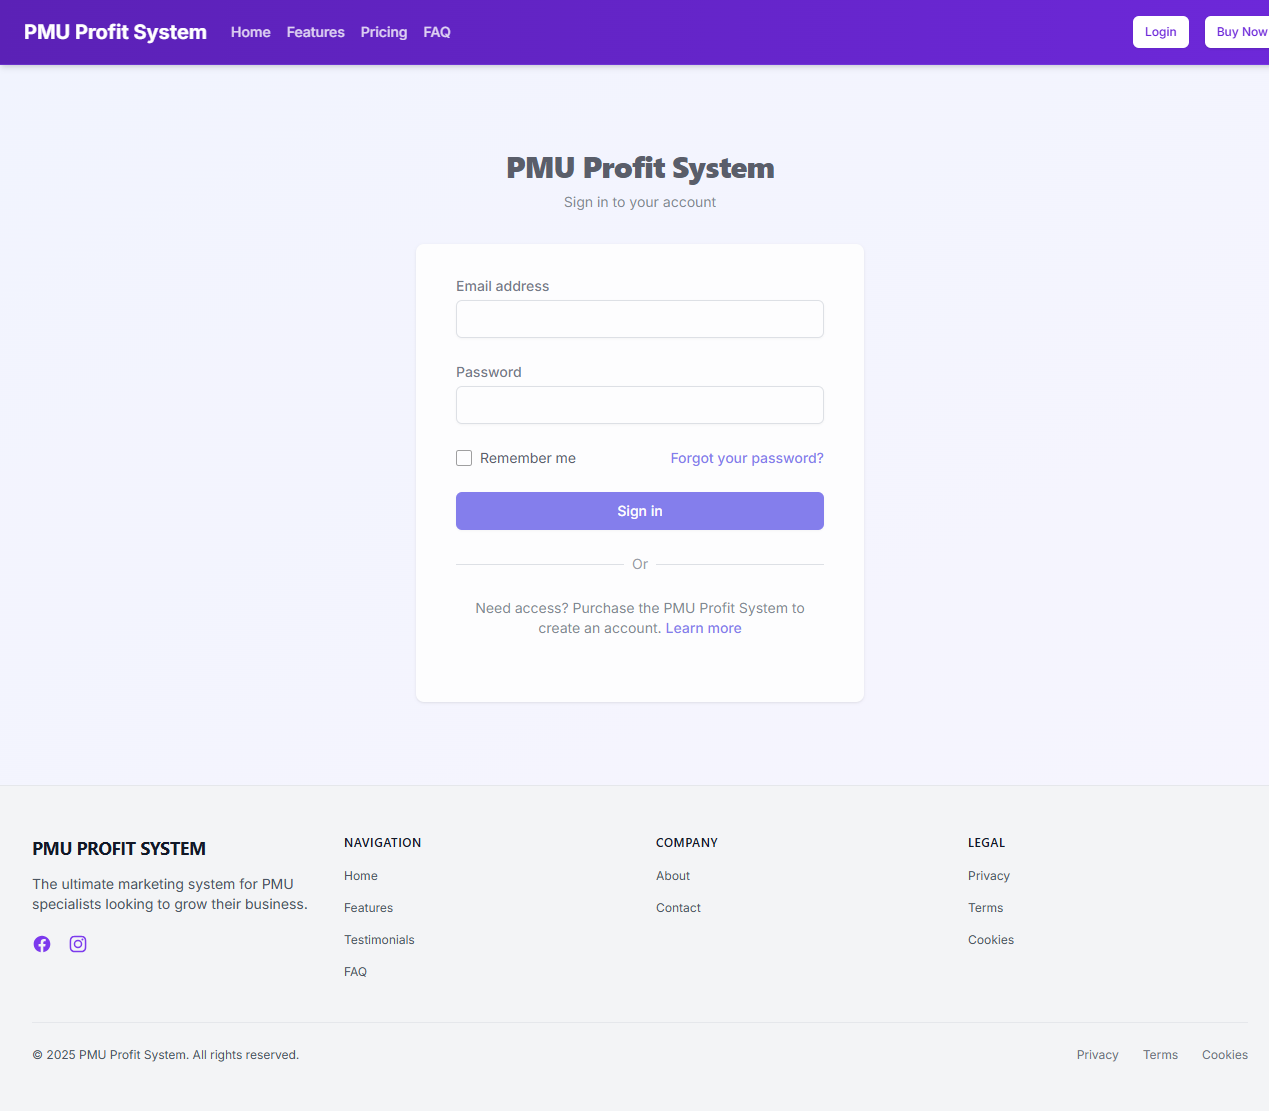 PMU Profit System
Home
Features
Pricing
FAQ
Login
Buy Now
PMU Profit System
Sign in to your account
Email address
Password
Remember me
Forgot your password?
Sign in
Or
Need access? Purchase the PMU Profit System to
create an account. Learn more
PMU PROFIT SYSTEM
The ultimate marketing system for PMU
specialists looking to grow their business.
NAVIGATION
Home
Features
Testimonials
FAQ
COMPANY
About
Contact
LEGAL
Privacy
Terms
Cookies
© 2025 PMU Profit System. All rights reserved.
Privacy
Terms
Cookies